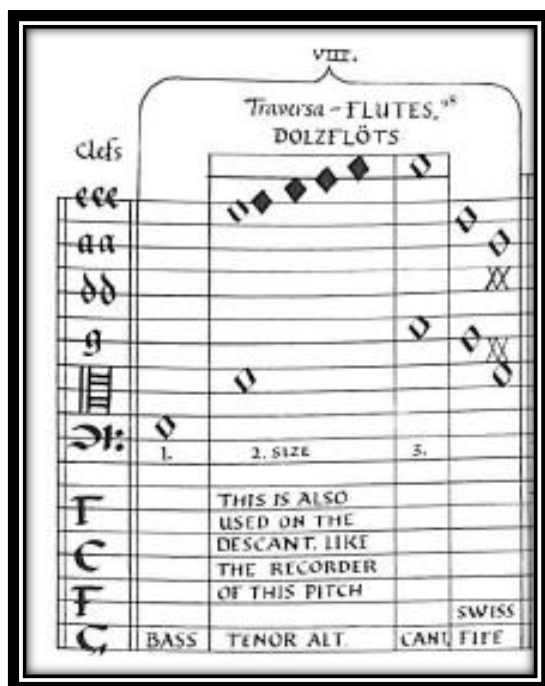 VIII.
Traversa - FLUTES,
DOLZFLÖTS
Clefs
eee
aa
dd
g
1.
2. SIZE
3.
Γ
THIS IS ALSO
USED ON THE
C
DESCANT. LIKE
THE RECORDER
F
OF THIS PITCH
SWISS
G
BASS
TENOR ALT.
CANT.
FIFE